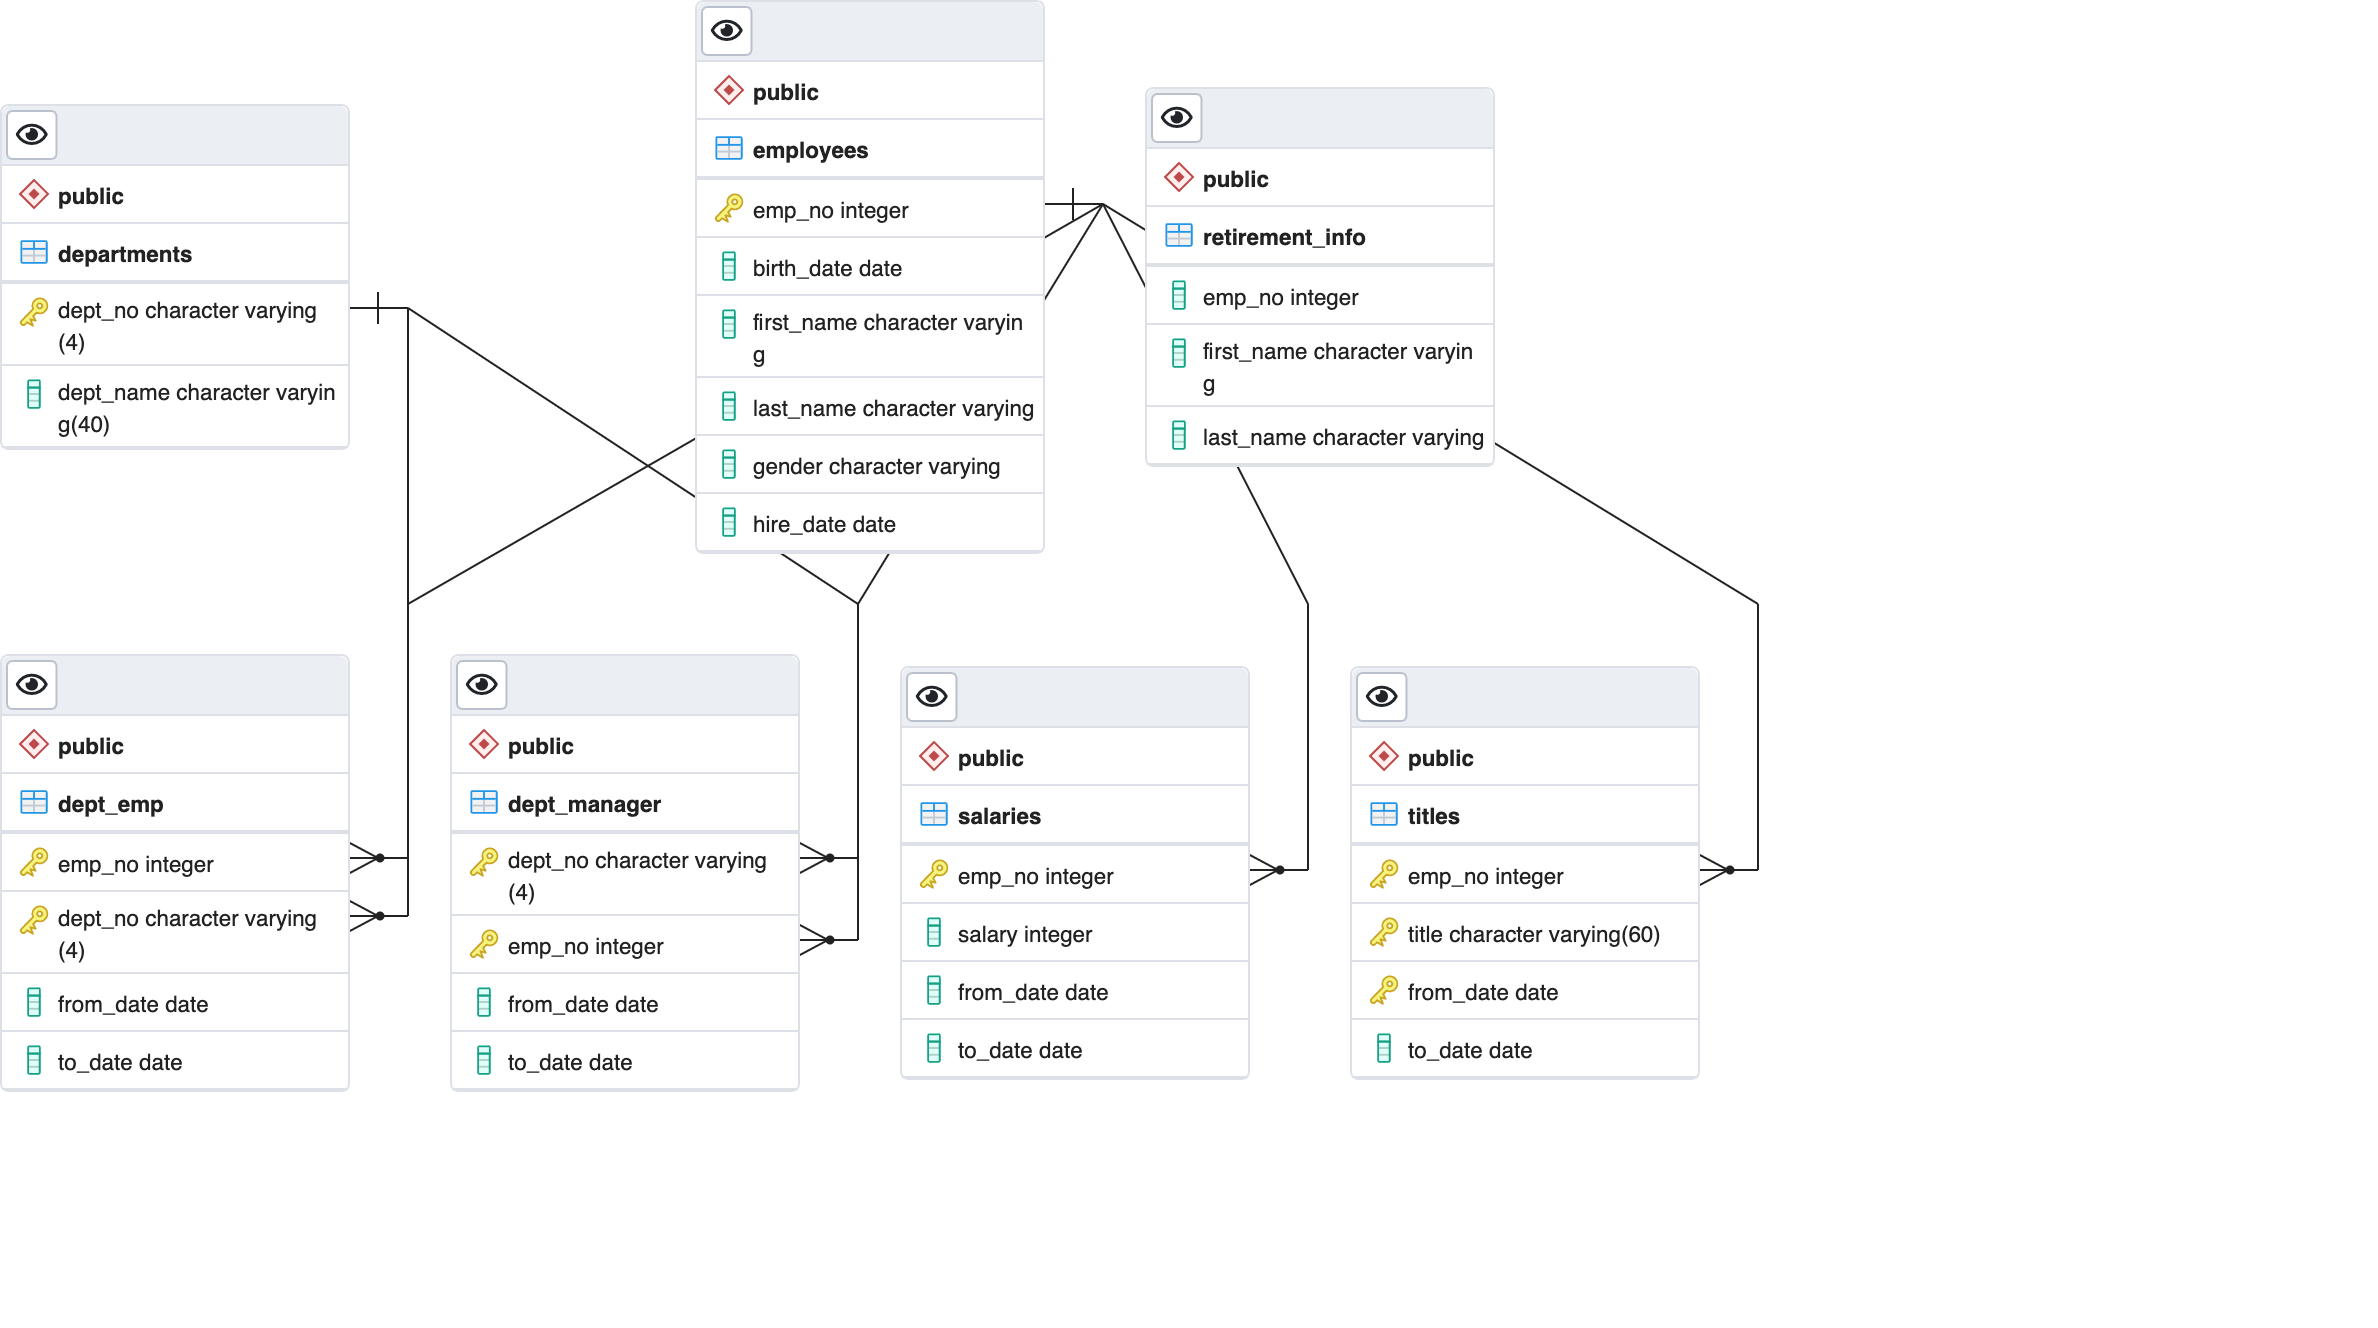 public
departments
dept_no character varying
(4)
dept_name character varyin
g(40)
public
employees
emp_no integer
birth_date date
first_name character varyin
g
last_name character varying
gender character varying
hire_date date
public
retirement_info
emp_no integer
first_name character varyin
g
last_name character varying
public
dept_emp
emp_no integer
dept_no character varying
(4)
from_date date
to_date date
public
dept_manager
dept_no character varying
(4)
emp_no integer
from_date date
to_date date
public
salaries
emp_no integer
salary integer
from_date date
to_date date
public
titles
emp_no integer
title character varying(60)
from_date date
to_date date